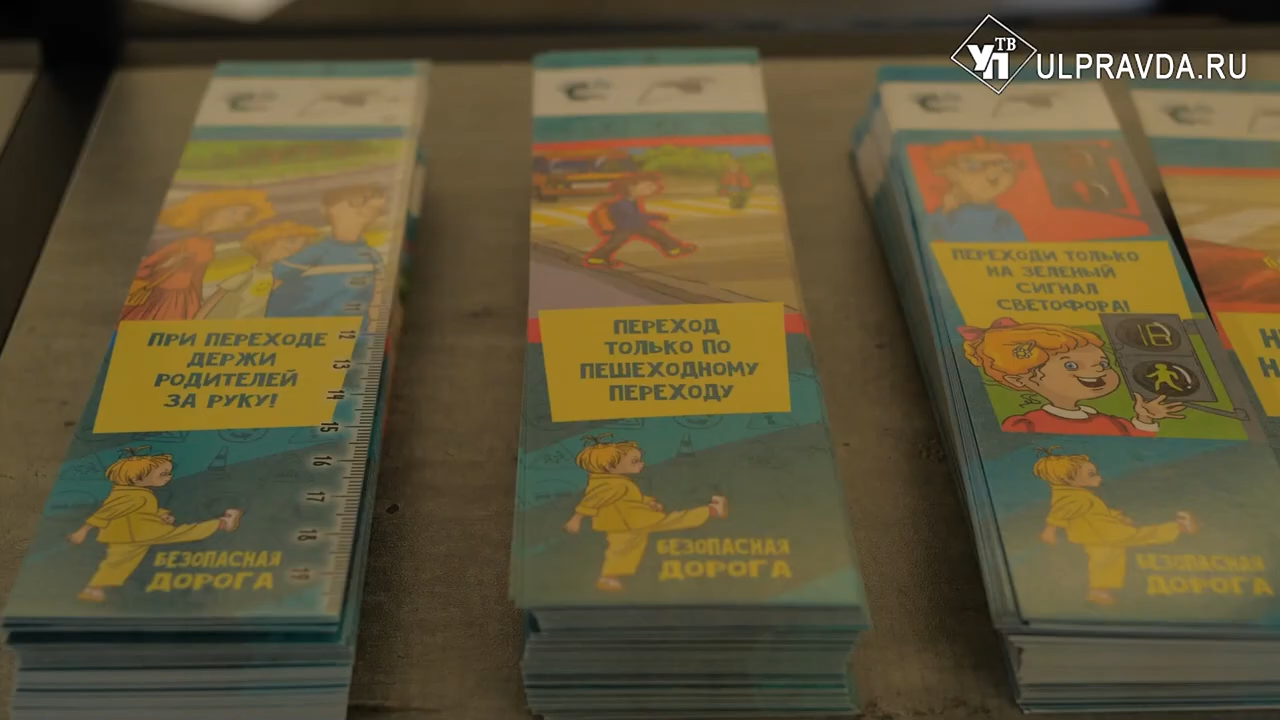 УП ТВ
ULPRAVDA.RU
ПРИ ПЕРЕХОДЕ
ДЕРЖИ
РОДИТЕЛЕЙ
ЗА РУКУ!
11
12
13
14
15
16
17
18
19
БЕЗОПАСНАЯ
ДОРОГА
ПЕРЕХОД
ТОЛЬКО ПО
ПЕШЕХОДНОМУ
ПЕРЕХОДУ
БЕЗОПАСНАЯ
ДОРОГА
ПЕРЕХОДИ ТОЛЬКО
НА ЗЕЛЕНЫЙ
СИГНАЛ
СВЕТОФОРА!
БЕЗОПАСНАЯ
ДОРОГА